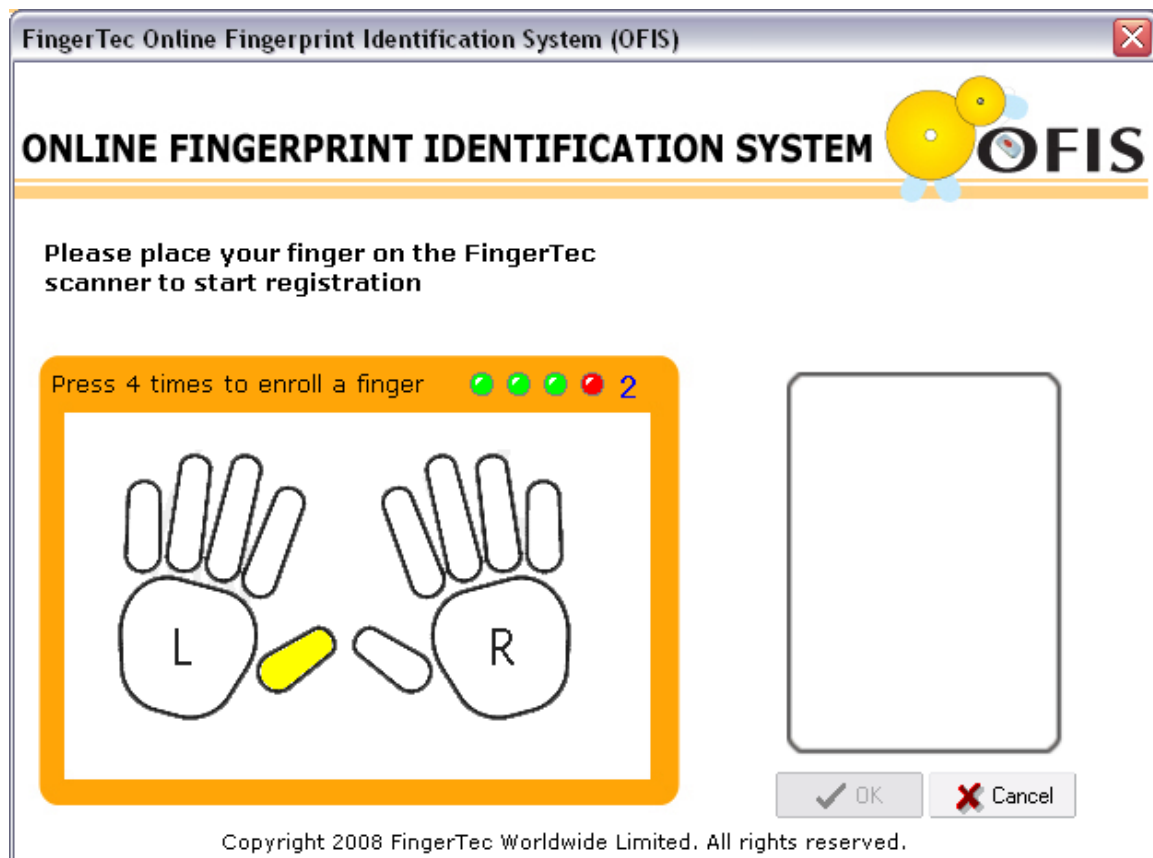 FingerTec Online Fingerprint Identification System (OFIS)
ONLINE FINGERPRINT IDENTIFICATION SYSTEM OFIS
Please place your finger on the FingerTec
scanner to start registration
Press 4 times to enroll a finger 2
L R
OK Cancel
Copyright 2008 FingerTec Worldwide Limited. All rights reserved.